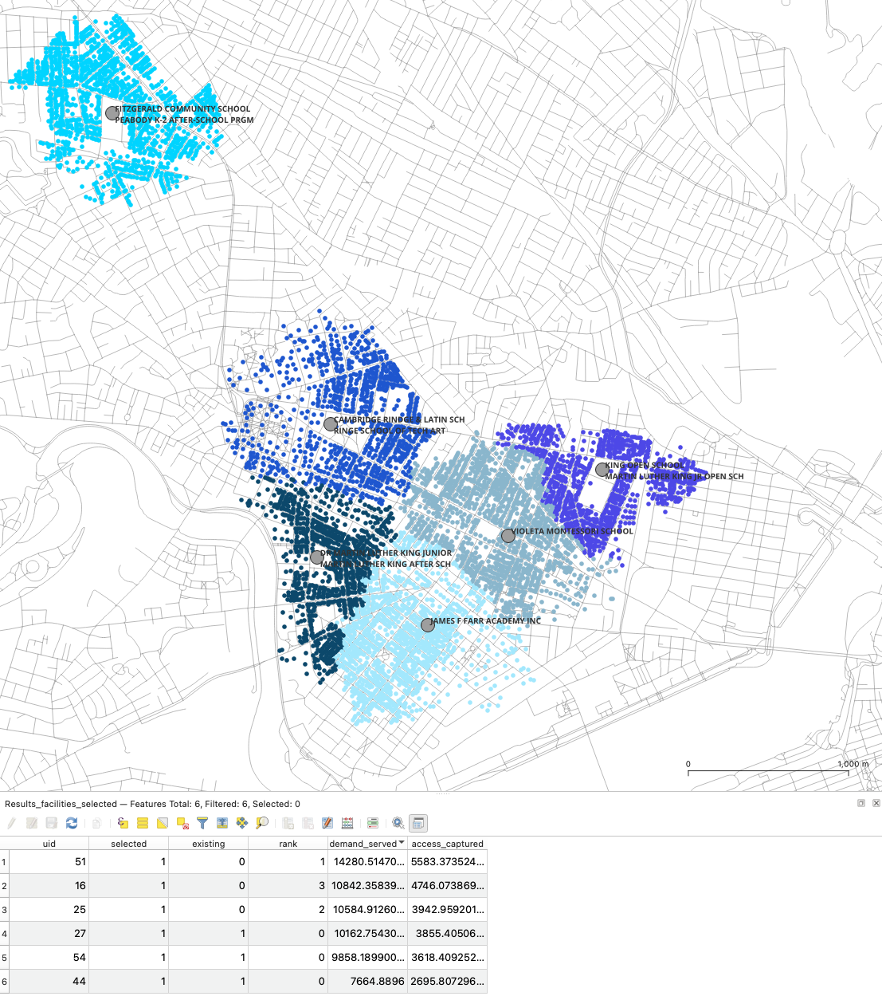 FITZGERALD COMMUNITY SCHOOL
PEABODY K-2 AFTER SCHOOL PRGM
CAMBRIDGE RINDGE & LATIN SCH
RINGE SCHOOL OF TECH ART
KING OPEN SCHOOL
MARTIN LUTHER KING JR OPEN SCH
VIOLETA MONTESSORI SCHOOL
DR MARTIN LUTHER KING JUNIOR
MARTIN LUTHER KING AFTER SCH
JAMES F FARR ACADEMY INC
0 1,000 m
Results_facilities_selected — Features Total: 6, Filtered: 6, Selected: 0
uid selected existing rank demand_served access_captured
1 51 1 0 1 14280.51470... 5583.373524...
2 16 1 0 3 10842.35839... 4746.073869...
3 25 1 0 2 10584.91260... 3942.959201...
4 27 1 1 0 10162.75430... 3855.40506...
5 54 1 1 0 9858.189900... 3618.409252...
6 44 1 1 0 7664.8896 2695.807296...